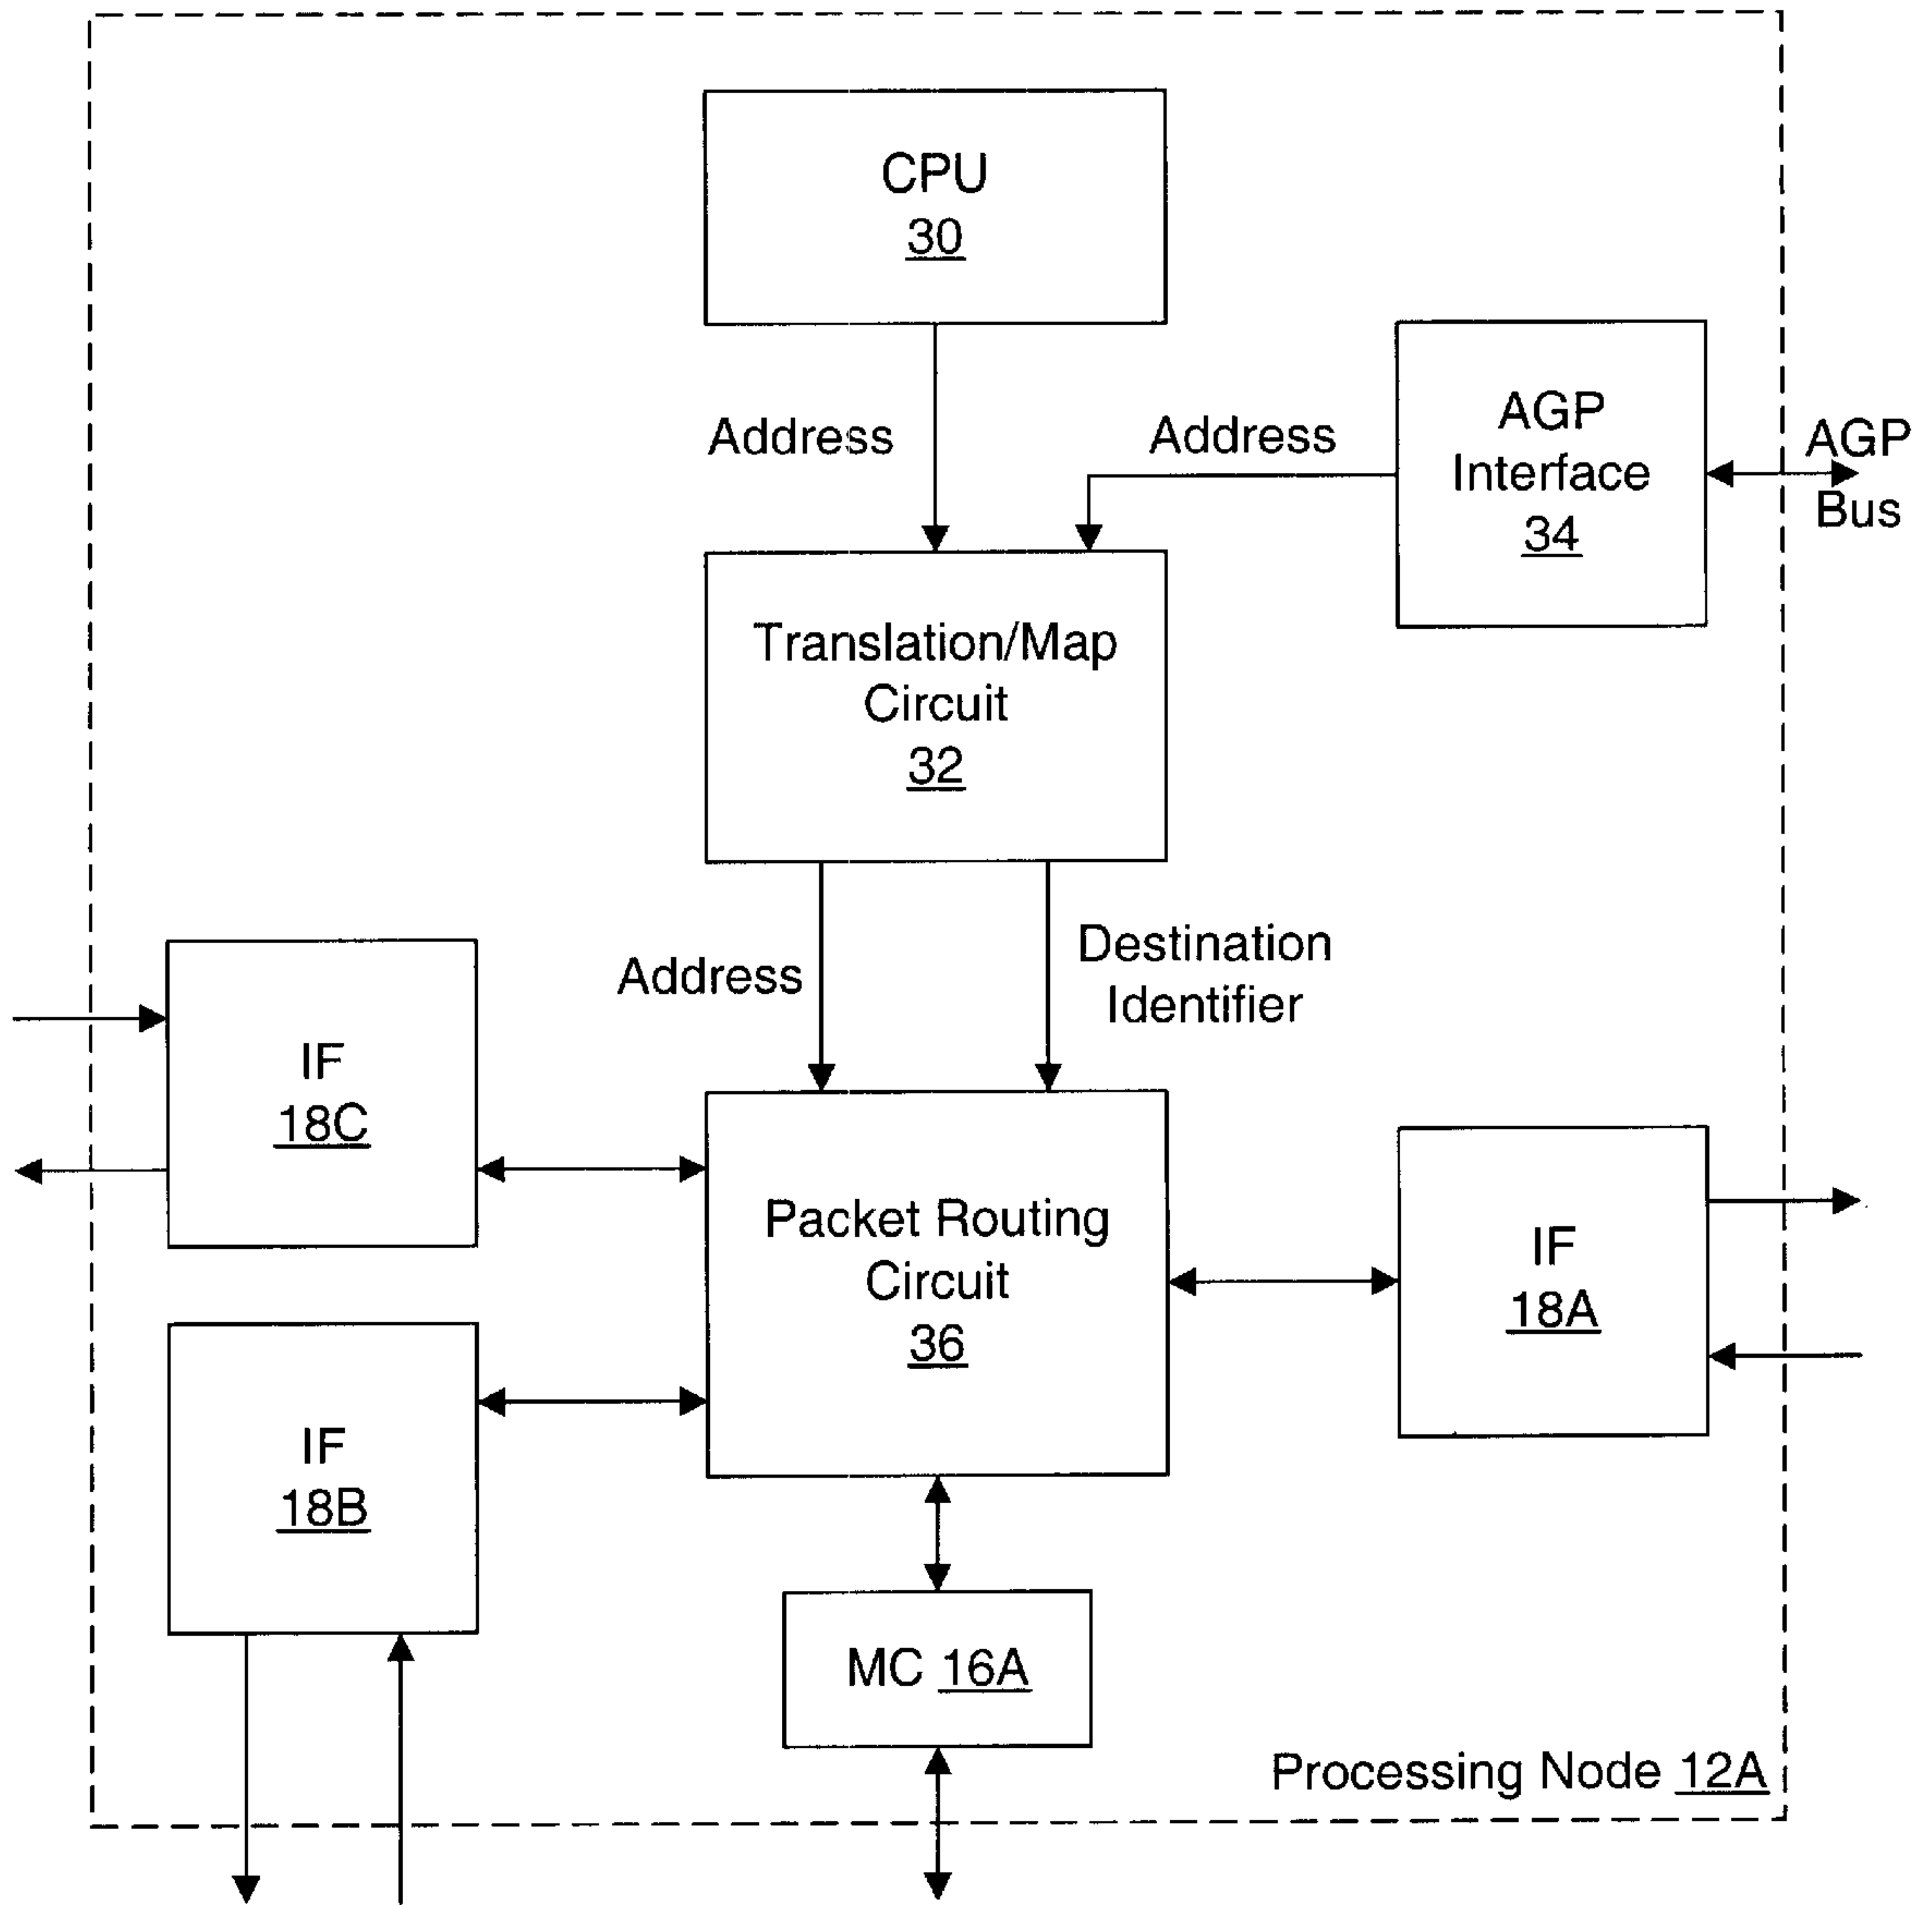 CPU
30
Address
Address
AGP
Interface
34
AGP
Bus
Translation/Map
Circuit
32
Address
Destination
Identifier
IF
18C
Packet Routing
Circuit
36
IF
18A
IF
18B
MC 16A
Processing Node 12A